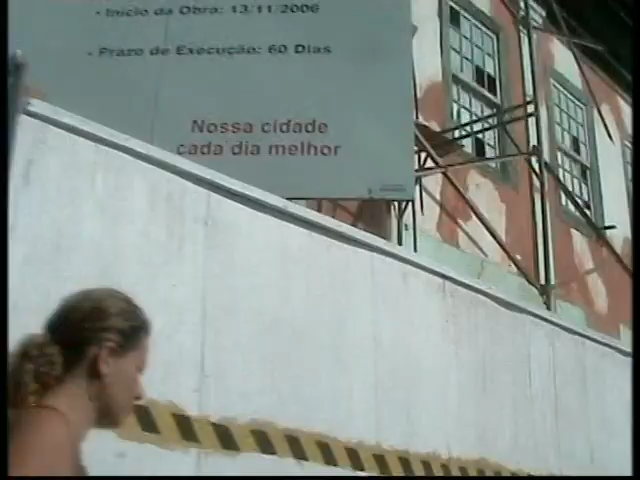 - Início da Obra: 13/11/2006
- Prazo de Execução: 60 Dias
Nossa cidade
cada dia melhor